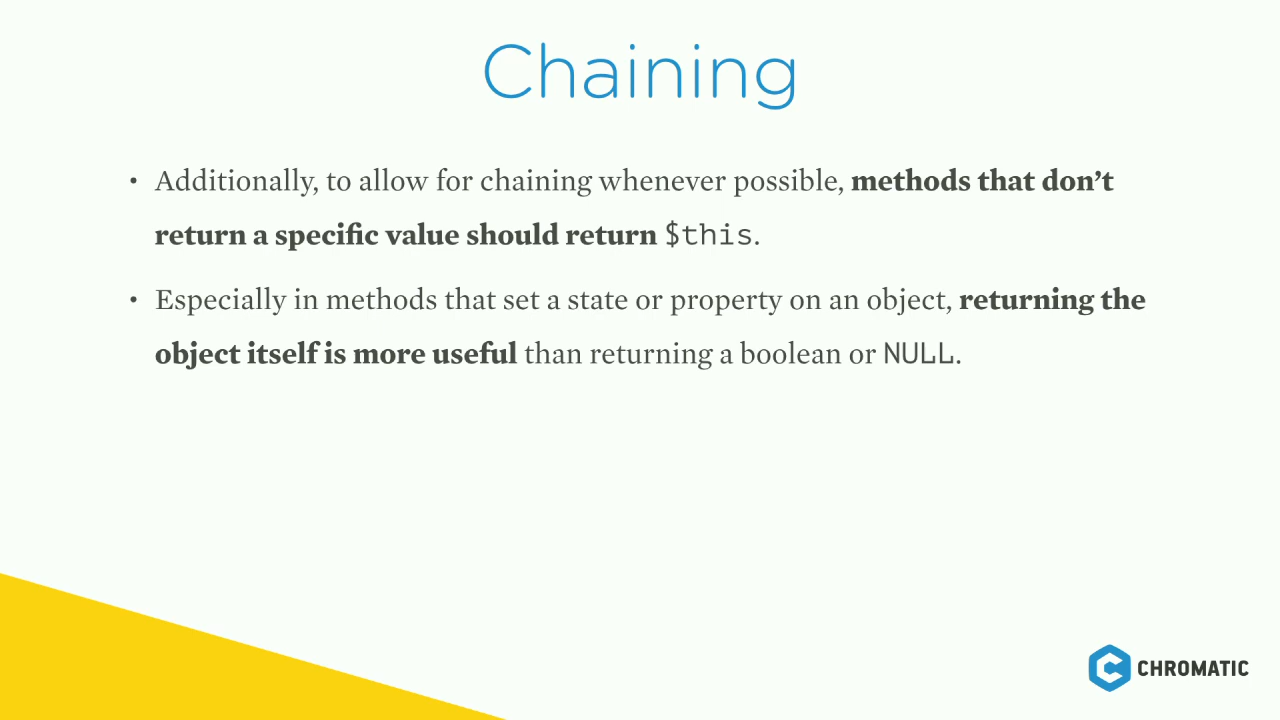 Chaining
• Additionally, to allow for chaining whenever possible, methods that don’t
return a specific value should return $this.
• Especially in methods that set a state or property on an object, returning the
object itself is more useful than returning a boolean or NULL.
CHROMATIC